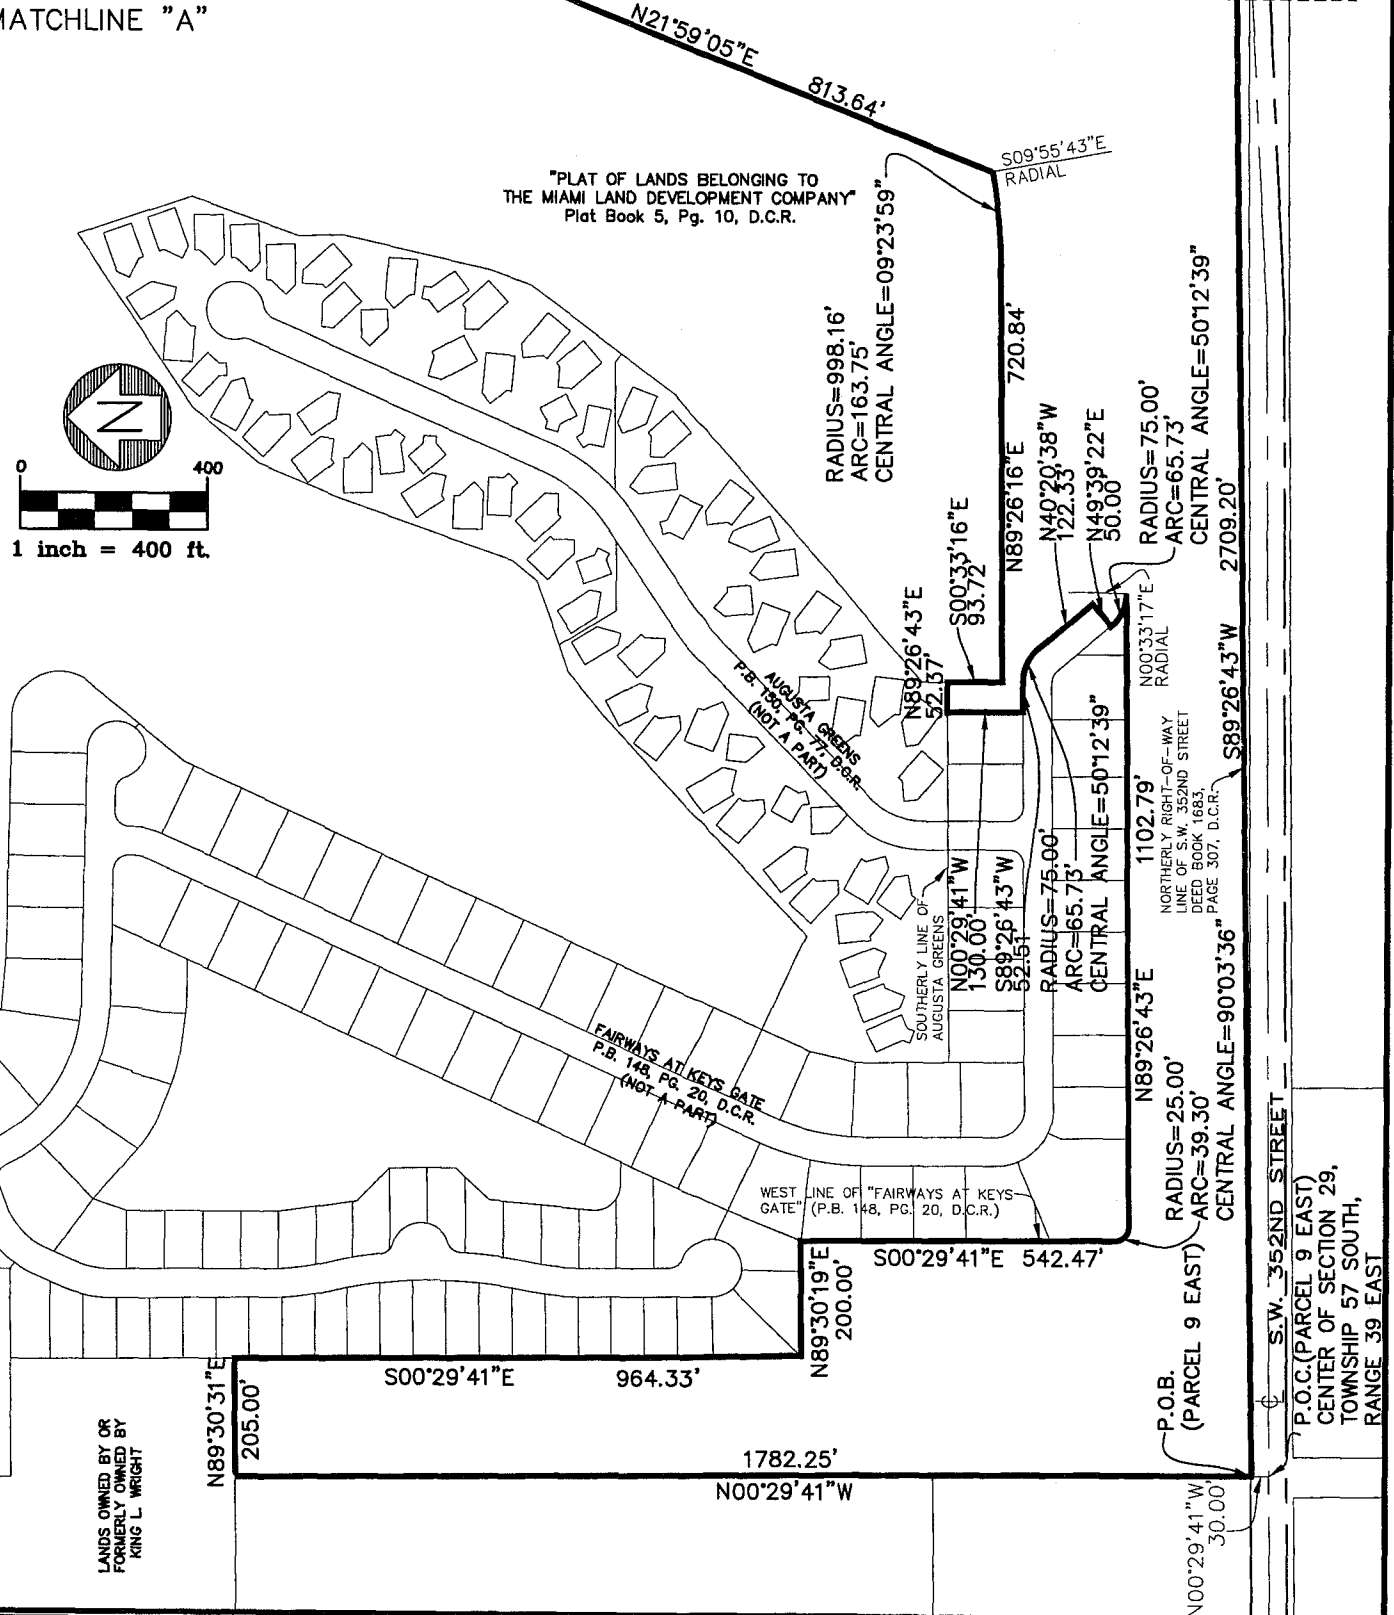 MATCHLINE "A"
N21°59'05"E
813.64'
S09°55'43"E
RADIAL
"PLAT OF LANDS BELONGING TO
THE MIAMI LAND DEVELOPMENT COMPANY"
Plat Book 5, Pg. 10, D.C.R.
RADIUS=998.16'
ARC=163.75'
CENTRAL ANGLE=09°23'59"
N
0 400
1 inch = 400 ft.
N89°26'16"E 720.84'
N40°20'38"W
122.33'
N49°39'22"E
50.00'
RADIUS=75.00'
ARC=65.73'
CENTRAL ANGLE=50°12'39"
S00°33'16"E
93.72'
N89°26'43"E
52.37'
N00°33'17"E
RADIAL
S89°26'43"W 2709.20'
AUGUSTA GREENS
P.B. 150, PG. 77, D.C.R.
(NOT A PART)
NORTHERLY RIGHT-OF-WAY
LINE OF S.W. 352ND STREET
DEED BOOK 1683,
PAGE 307, D.C.R.
SOUTHERLY LINE OF
AUGUSTA GREENS
N00°29'41"W
130.00'
S89°26'43"W
52.51'
RADIUS=75.00'
ARC=65.73'
CENTRAL ANGLE=50°12'39"
N89°26'43"E 1102.79'
FAIRWAYS AT KEYS GATE
P.B. 148, PG. 20, D.C.R.
(NOT A PART)
WEST LINE OF "FAIRWAYS AT KEYS
GATE" (P.B. 148, PG. 20, D.C.R.)
RADIUS=25.00'
ARC=39.30'
CENTRAL ANGLE=90°03'36"
S00°29'41"E 542.47'
N89°30'19"E
200.00'
S00°29'41"E 964.33'
N89°30'31"E
205.00'
LANDS OWNED BY OR
FORMERLY OWNED BY
KING L. WRIGHT
1782.25'
N00°29'41"W
P.O.B.
(PARCEL 9 EAST)
S.W. 352ND STREET
P.O.C.(PARCEL 9 EAST)
CENTER OF SECTION 29,
TOWNSHIP 57 SOUTH,
RANGE 39 EAST
N00°29'41"W
30.00'